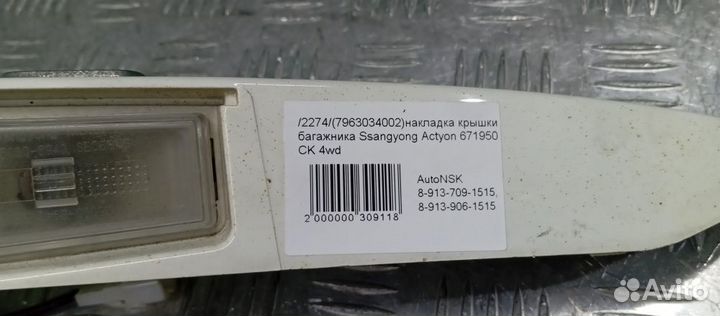 /2274/(7963034002)накладка крышки
багажника Ssangyong Actyon 671950
CK 4wd
AutoNSK
8-913-709-1515,
8-913-906-1515
2 000000 309118
Avito